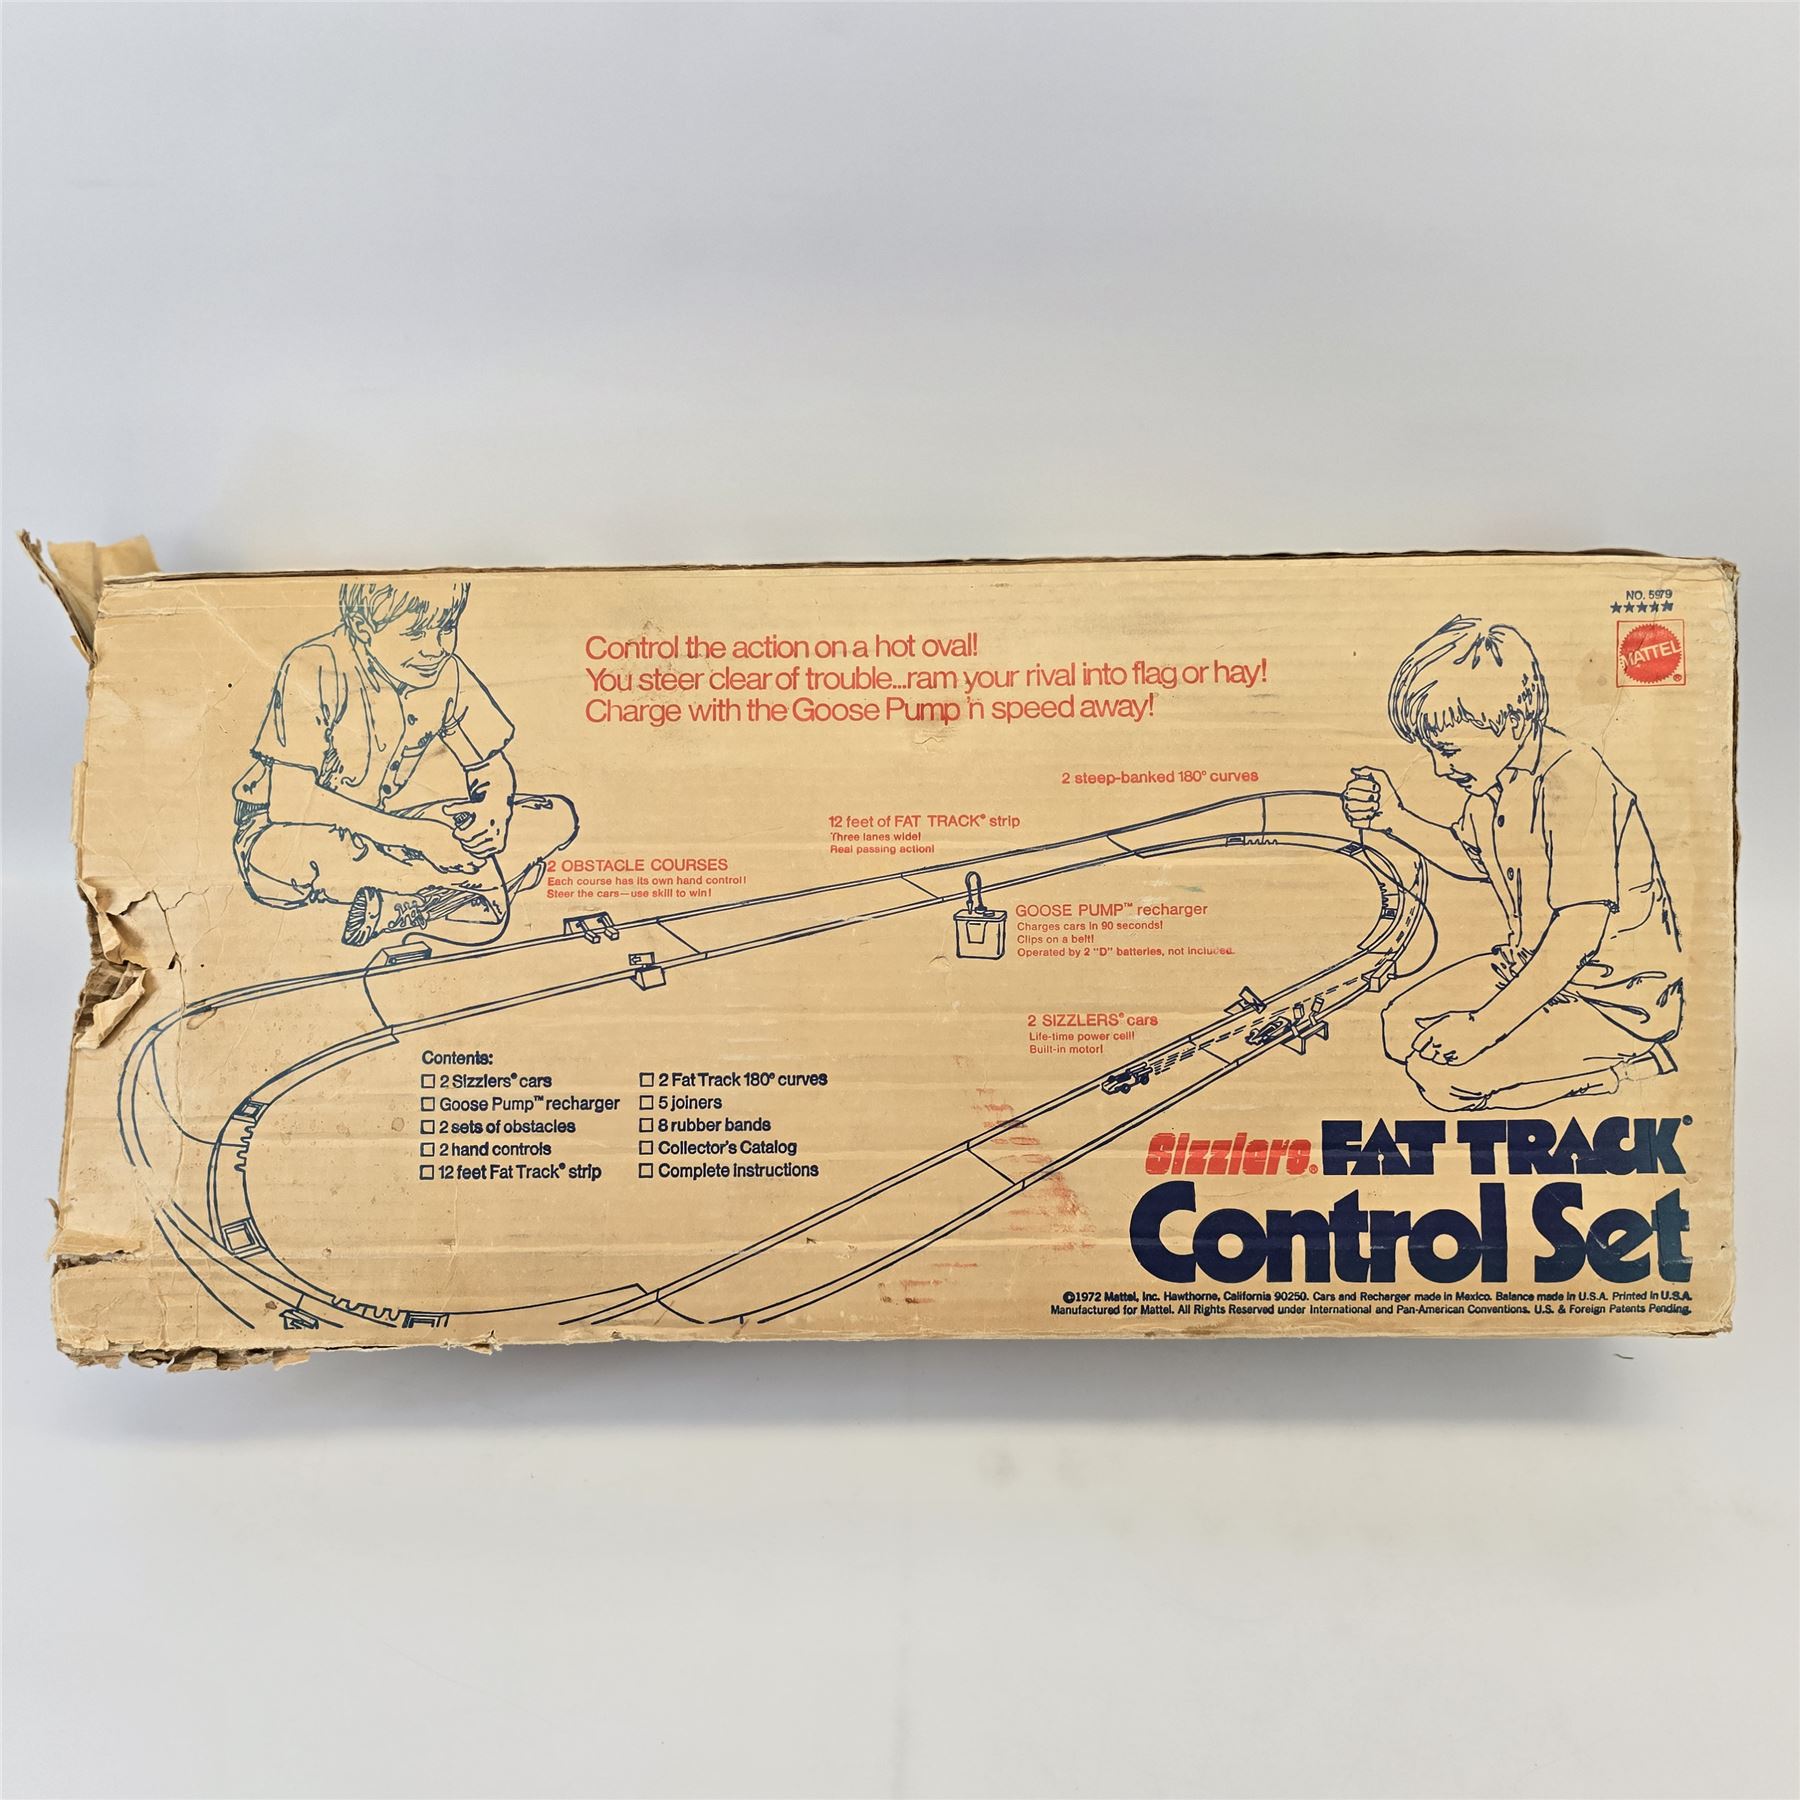 NO. 5979
★★★★★
MATTEL®
Control the action on a hot oval!
You steer clear of trouble...ram your rival into flag or hay!
Charge with the Goose Pump 'n speed away!
2 steep-banked 180° curves
12 feet of FAT TRACK® strip
Three lanes wide!
Real passing action!
2 OBSTACLE COURSES
Each course has its own hand control!
Steer the cars—use skill to win!
GOOSE PUMP™ recharger
Charges cars in 90 seconds!
Clips on a belt!
Operated by 2 "D" batteries, not included.
2 SIZZLERS® cars
Life-time power cell!
Built-in motor!
Contents:
☐ 2 Sizzlers® cars
☐ Goose Pump™ recharger
☐ 2 sets of obstacles
☐ 2 hand controls
☐ 12 feet Fat Track® strip
☐ 2 Fat Track 180° curves
☐ 5 joiners
☐ 8 rubber bands
☐ Collector's Catalog
☐ Complete instructions
Sizzlers® FAT TRACK®
Control Set
©1972 Mattel, Inc. Hawthorne, California 90250. Cars and Recharger made in Mexico. Balance made in U.S.A. Printed in U.S.A.
Manufactured for Mattel. All Rights Reserved under International and Pan-American Conventions. U.S. & Foreign Patents Pending.